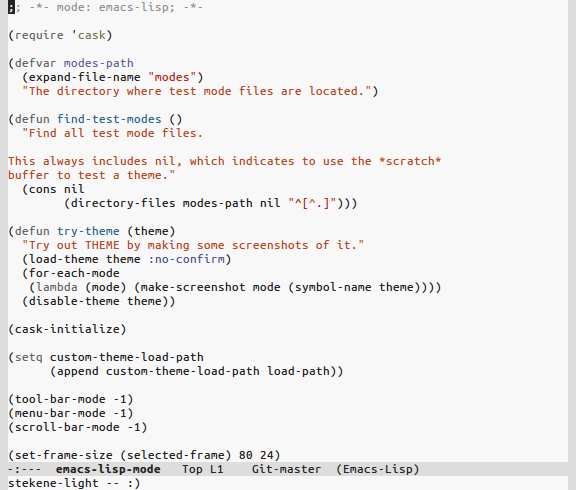 ;; -*- mode: emacs-lisp; -*-

(require 'cask)

(defvar modes-path
  (expand-file-name "modes")
  "The directory where test mode files are located.")

(defun find-test-modes ()
  "Find all test mode files.

This always includes nil, which indicates to use the *scratch*
buffer to test a theme."
  (cons nil
        (directory-files modes-path nil "^[^.]")))

(defun try-theme (theme)
  "Try out THEME by making some screenshots of it."
  (load-theme theme :no-confirm)
  (for-each-mode
   (lambda (mode) (make-screenshot mode (symbol-name theme))))
  (disable-theme theme))

(cask-initialize)

(setq custom-theme-load-path
      (append custom-theme-load-path load-path))

(tool-bar-mode -1)
(menu-bar-mode -1)
(scroll-bar-mode -1)

(set-frame-size (selected-frame) 80 24)
-:---  emacs-lisp-mode   Top L1    Git-master  (Emacs-Lisp)
stekene-light -- :)